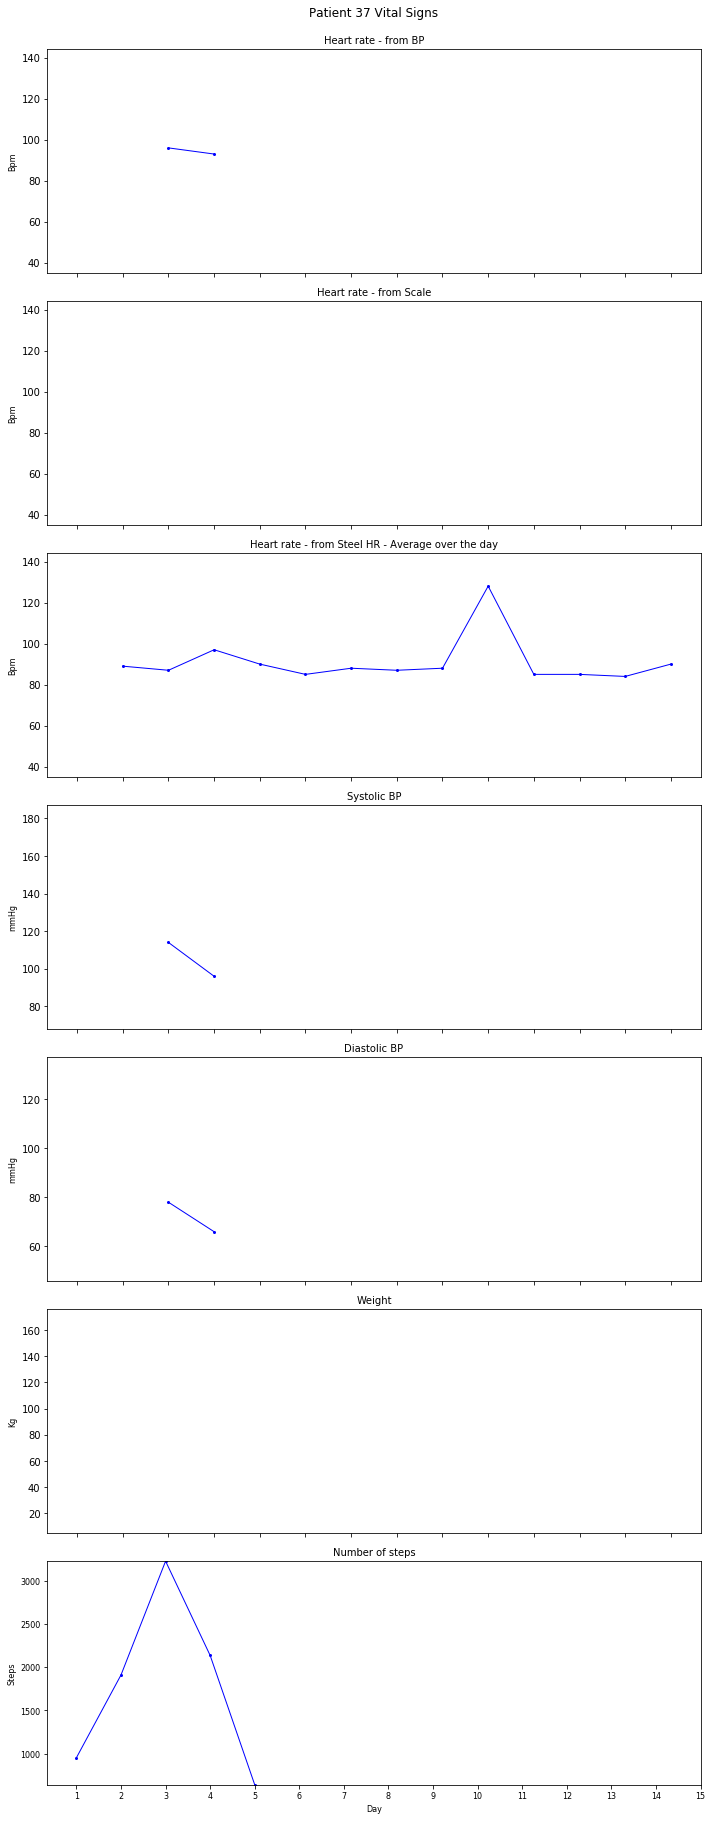 Patient 37 Vital Signs
Heart rate - from BP
140
120
100
80
60
40
Bpm
Heart rate - from Scale
140
120
100
80
60
40
Bpm
Heart rate - from Steel HR - Average over the day
140
120
100
80
60
40
Bpm
Systolic BP
180
160
140
120
100
80
mmHg
Diastolic BP
120
100
80
60
mmHg
Weight
160
140
120
100
80
60
40
20
Kg
Number of steps
3000
2500
2000
1500
1000
Steps
1 2 3 4 5 6 7 8 9 10 11 12 13 14 15
Day